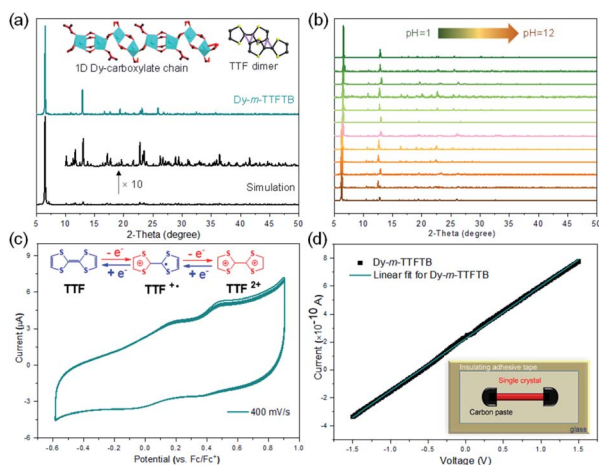 (a)
1D Dy-carboxylate chain
TTF dimer
Dy-m-TTFTB
× 10
Simulation
5 10 15 20 25 30 35 40 45 50
2-Theta (degree)
(b)
pH=1
pH=12
5 10 15 20 25 30 35 40 45 50
2-Theta (degree)
(c)
S S S S
- e⁻
+ e⁻
S S S S
- e⁻
+ e⁻
S S S S
TTF
TTF⁺•
TTF²⁺
Current (μA)
9
6
3
0
-3
-6
400 mV/s
-0.6 -0.4 -0.2 0.0 0.2 0.4 0.6 0.8 1.0
Potential (vs. Fc/Fc⁺)
(d)
Dy-m-TTFTB
Linear fit for Dy-m-TTFTB
Current (×10⁻¹⁰ A)
8
6
4
2
0
-2
-4
Insulating adhesive tape
Single crystal
Carbon paste
glass
-1.5 -1.0 -0.5 0.0 0.5 1.0 1.5
Voltage (V)